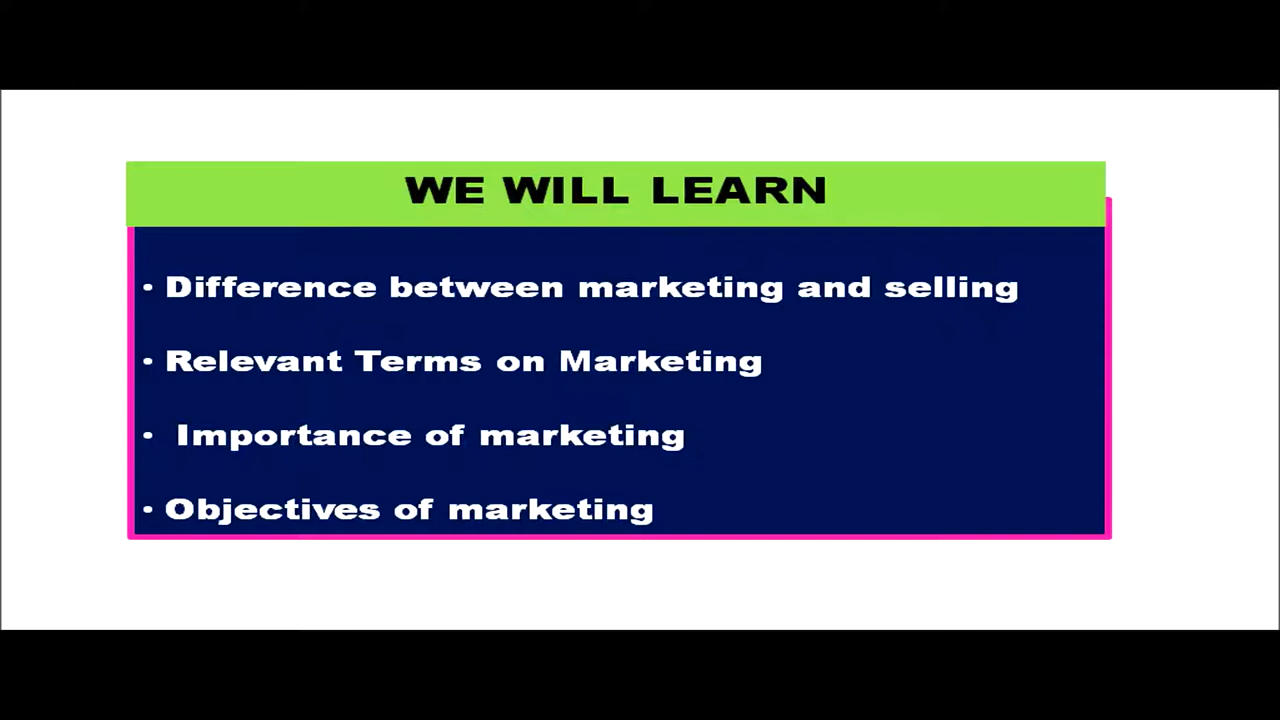 WE WILL LEARN
• Difference between marketing and selling
• Relevant Terms on Marketing
• Importance of marketing
• Objectives of marketing